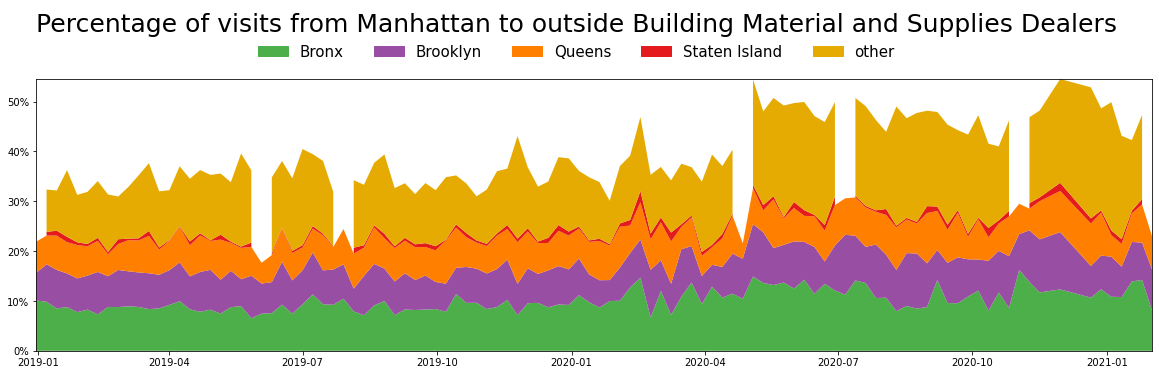 Percentage of visits from Manhattan to outside Building Material and Supplies Dealers
Bronx Brooklyn Queens Staten Island other
50%
40%
30%
20%
10%
0%
2019-01 2019-04 2019-07 2019-10 2020-01 2020-04 2020-07 2020-10 2021-01